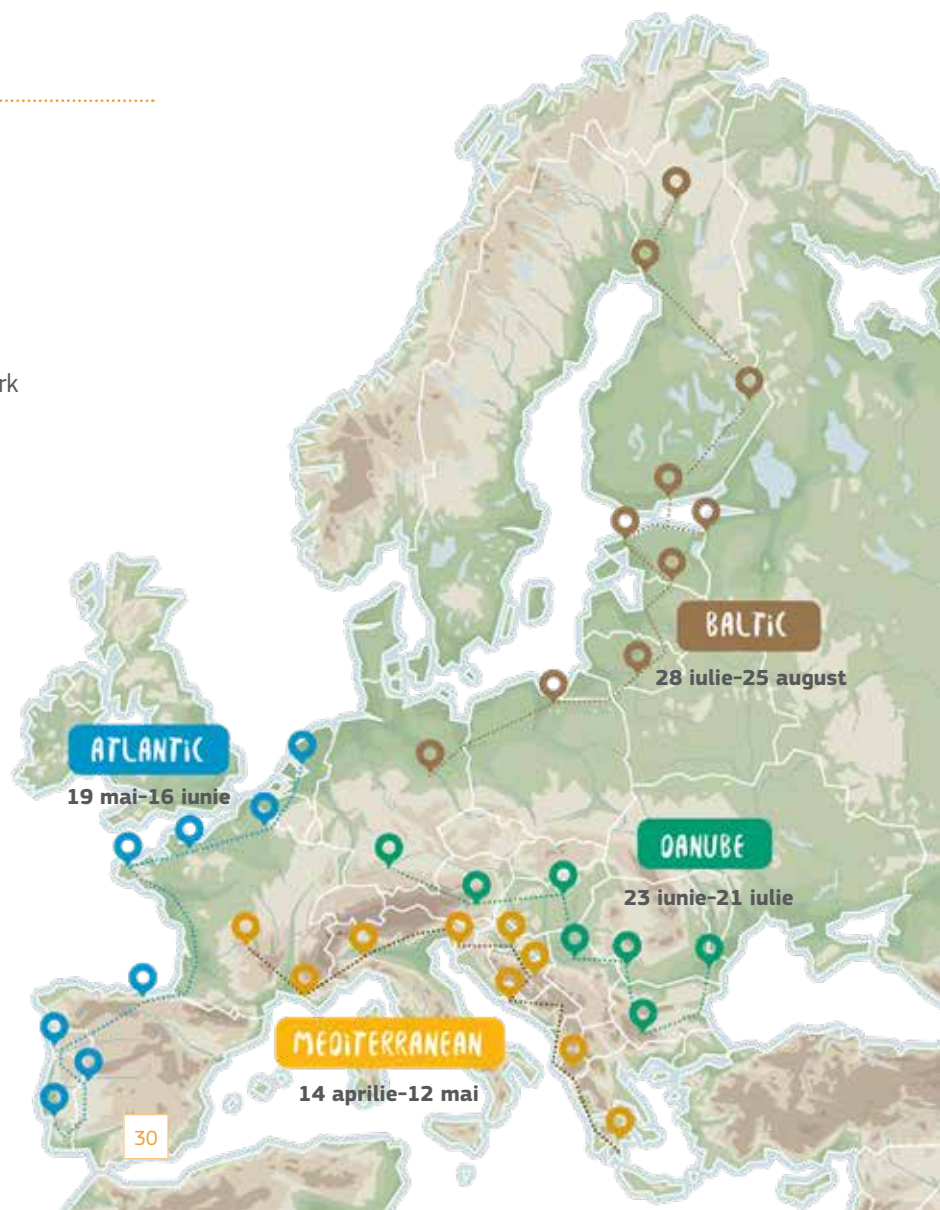 rk
BALTIC
28 iulie-25 august
ATLANTIC
19 mai-16 iunie
DANUBE
23 iunie-21 iulie
MEDITERRANEAN
14 aprilie-12 mai
30